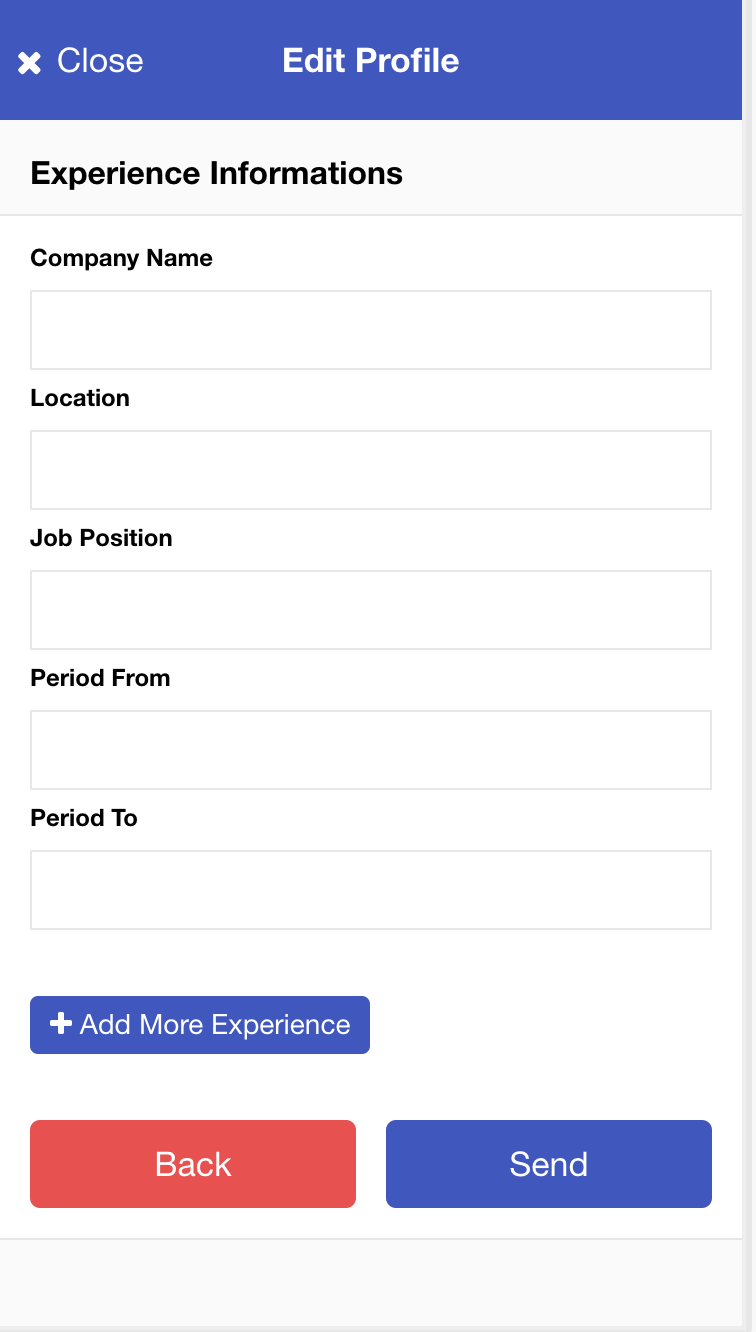 Close Edit Profile
Experience Informations
Company Name
Location
Job Position
Period From
Period To
Add More Experience
Back Send